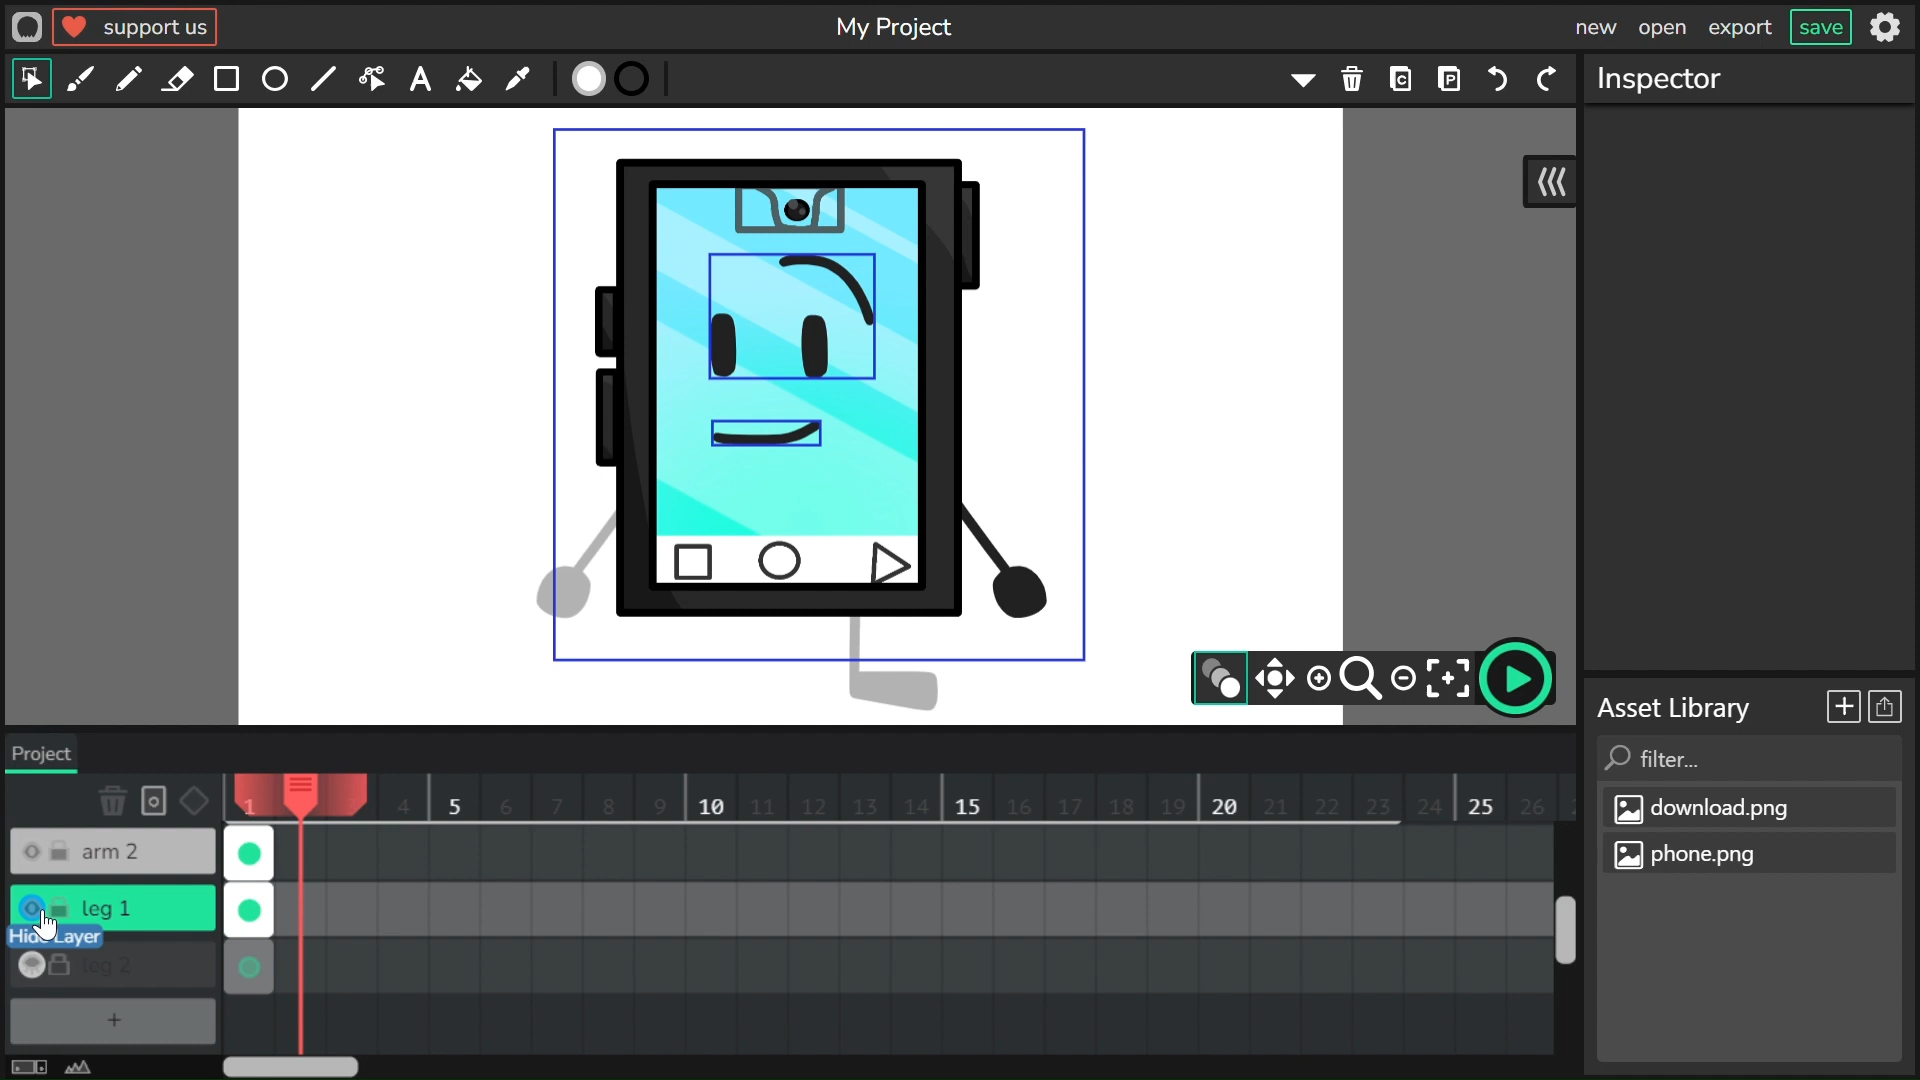 support us
My Project
new open export save
Inspector
Project
1 4 5 6 7 8 9 10 11 12 13 14 15 16 17 18 19 20 21 22 23 24 25 26
arm 2
leg 1
Hide Layer
leg 2
+
Asset Library
filter...
download.png
phone.png